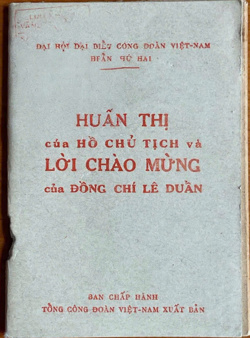 ĐẠI HỘI ĐẠI BIỂU CÔNG ĐOÀN VIỆT-NAM
LẦN THỨ HAI
HUẤN THỊ
của HỒ CHỦ TỊCH và
LỜI CHÀO MỪNG
của ĐỒNG CHÍ LÊ DUẨN
BAN CHẤP HÀNH
TỔNG CÔNG ĐOÀN VIỆT-NAM XUẤT BẢN